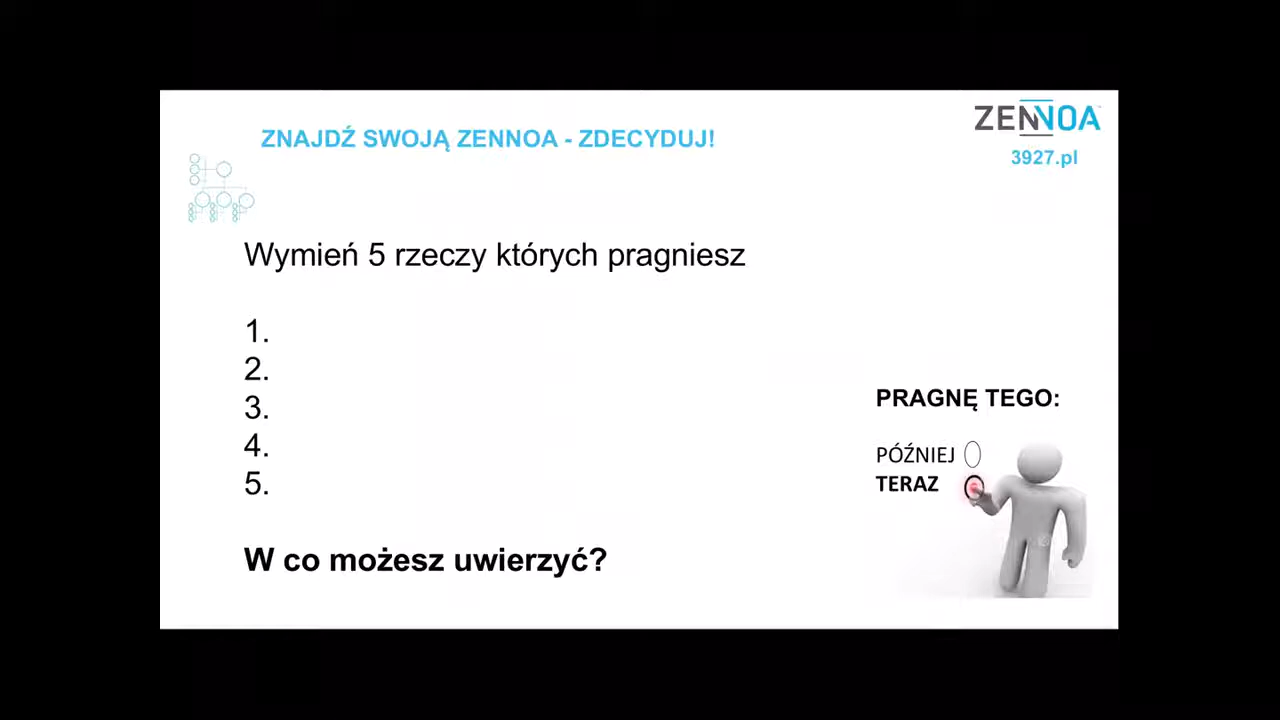 ZNAJDŹ SWOJĄ ZENNOA - ZDECYDUJ!
ZENNOA
3927.pl
Wymień 5 rzeczy których pragniesz
1.
2.
3.
4.
5.
W co możesz uwierzyć?
PRAGNĘ TEGO:
PÓŹNIEJ
TERAZ